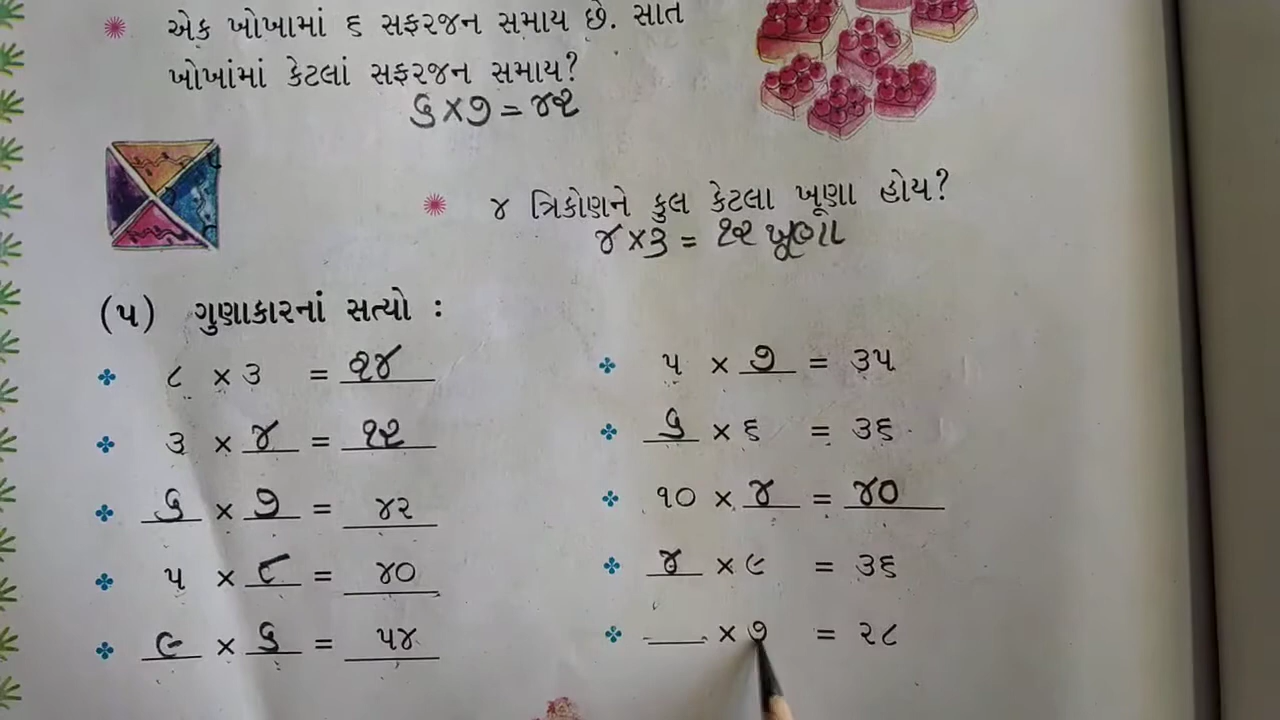 એક ખોખામાં ૬ સફરજન સમાય છે. સાત
ખોખાંમાં કેટલાં સફરજન સમાય?
૬ × ૭ = ૪૨
૪ ત્રિકોણને કુલ કેટલા ખૂણા હોય?
૪ × ૩ = ૧૨ ખૂણા
(૫) ગુણાકારનાં સત્યો :
૮ × ૩ = ૨૪
૩ × ૪ = ૧૨
૬ × ૭ = ૪૨
૫ × ૮ = ૪૦
૯ × ૬ = ૫૪
૫ × ૭ = ૩૫
૬ × ૬ = ૩૬
૧૦ × ૪ = ૪૦
૪ × ૯ = ૩૬
___ × ૭ = ૨૮